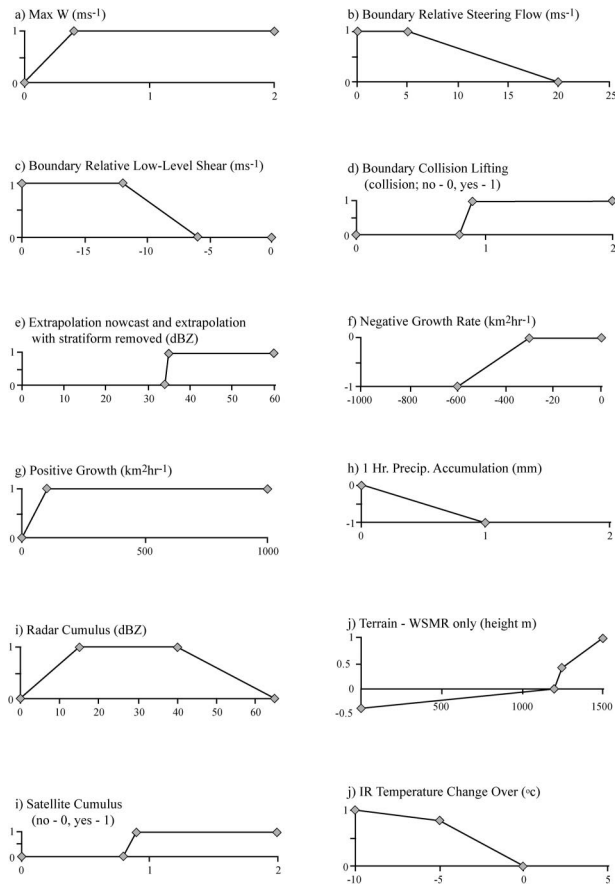 a) Max W (ms-1)
1
0
0 1 2
b) Boundary Relative Steering Flow (ms-1)
1
0
0 5 10 15 20 25
c) Boundary Relative Low-Level Shear (ms-1)
1
0
0 -15 -10 -5 0
d) Boundary Collision Lifting
(collision; no - 0, yes - 1)
1
0
0 1 2
e) Extrapolation nowcast and extrapolation
with stratiform removed (dBZ)
1
0
0 10 20 30 40 50 60
f) Negative Growth Rate (km2hr-1)
0
-1
-1000 -800 -600 -400 -20 0
g) Positive Growth (km2hr-1)
1
0
0 500 1000
h) 1 Hr. Precip. Accumulation (mm)
0
-1
0 1 2
i) Radar Cumulus (dBZ)
1
0
0 10 20 30 40 50 60
j) Terrain - WSMR only (height m)
1
0.5
0
-0.5
500 1000 1500
i) Satellite Cumulus
(no - 0, yes - 1)
1
0
0 1 2
j) IR Temperature Change Over (oc)
1
0
-10 -5 0 5